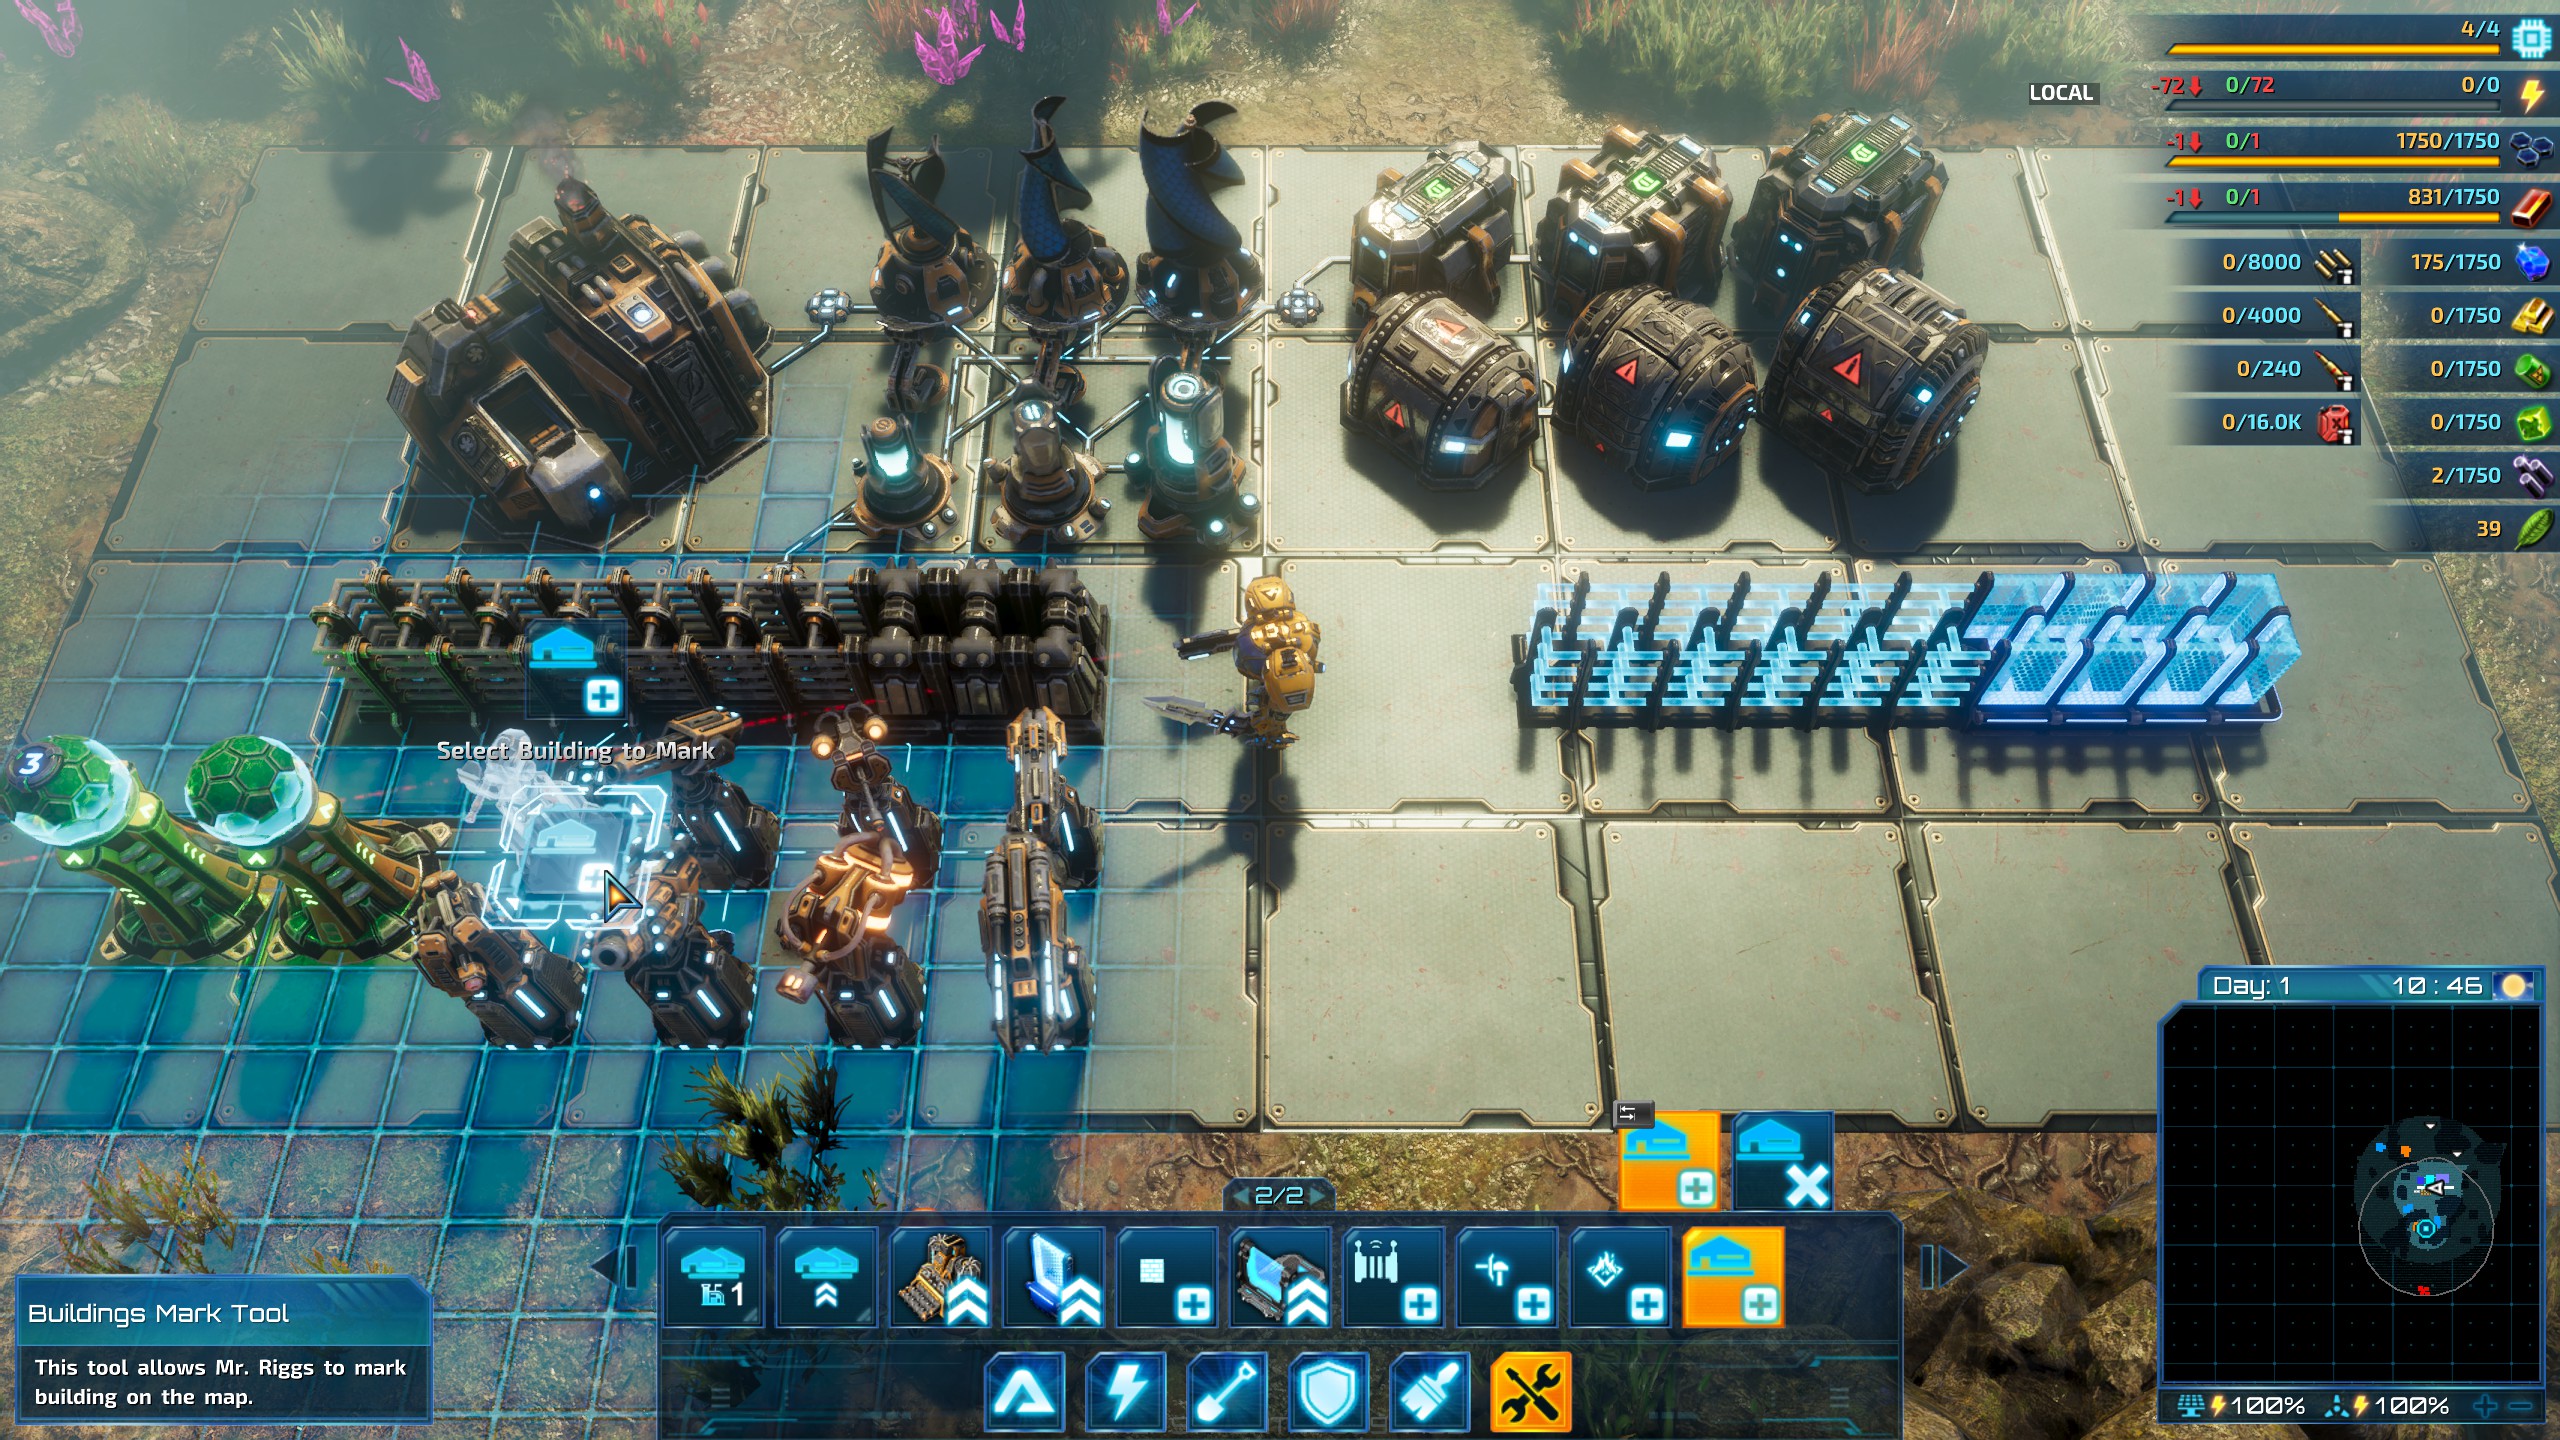 4/4
LOCAL
-72 0/72 0/0
-1 0/1 1750/1750
-1 0/1 831/1750
0/8000 175/1750
0/4000 0/1750
0/240 0/1750
0/16.0K 0/1750
2/1750
39
Select Building to Mark
3
Day: 1 10:46
2/2
1
Buildings Mark Tool
This tool allows Mr. Riggs to mark
building on the map.
100% 100%